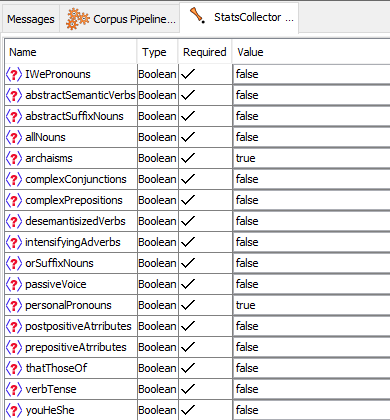 Messages Corpus Pipeline... StatsCollector ...
Name Type Required Value
IWePronouns Boolean false
abstractSemanticVerbs Boolean false
abstractSuffixNouns Boolean false
allNouns Boolean false
archaisms Boolean true
complexConjunctions Boolean false
complexPrepositions Boolean false
desemantisizedVerbs Boolean false
intensifyingAdverbs Boolean false
orSuffixNouns Boolean false
passiveVoice Boolean false
personalPronouns Boolean true
postpositiveAtrributes Boolean false
prepositiveAtrributes Boolean false
thatThoseOf Boolean false
verbTense Boolean false
youHeShe Boolean false